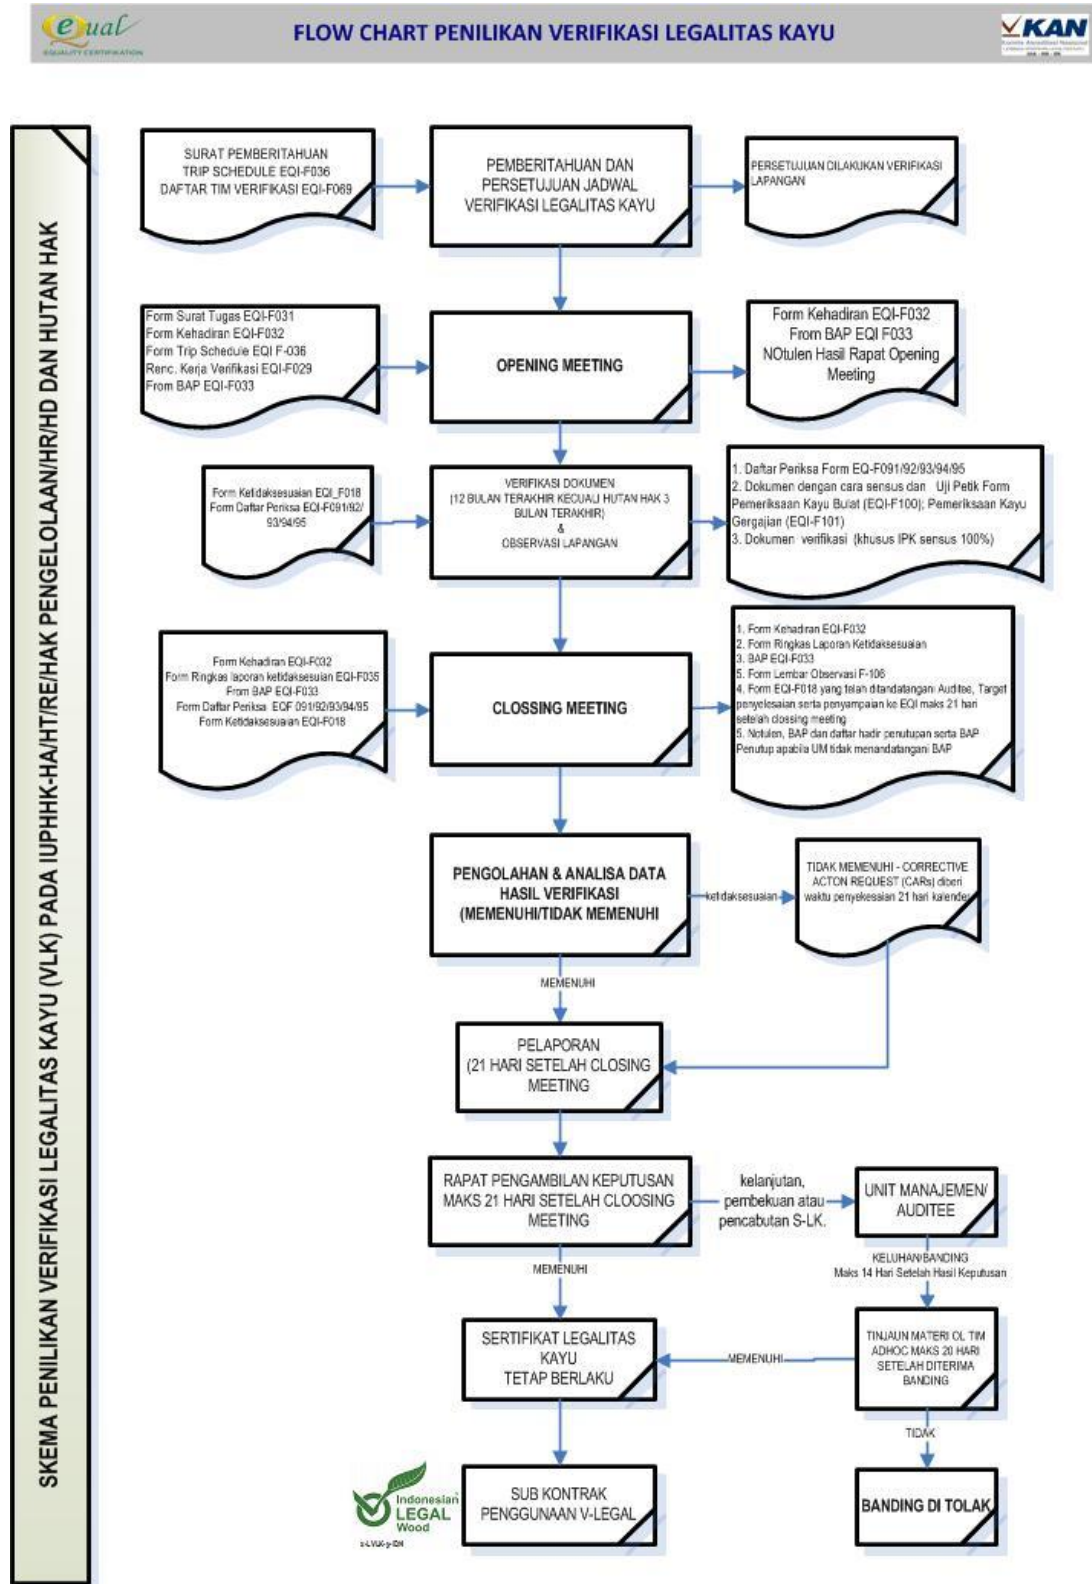 equal
EQUALITY CERTIFIKATION
FLOW CHART PENILIKAN VERIFIKASI LEGALITAS KAYU
KAN
Komite Akreditasi Nasional
SKEMA PENILIKAN VERIFIKASI LEGALITAS KAYU (VLK) PADA IUPHHK-HA/HT/RE/HAK PENGELOLAAN/HR/HD DAN HUTAN HAK
SURAT PEMBERITAHUAN
TRIP SCHEDULE EQI-F036
DAFTAR TIM VERIFIKASI EQI-F069
PEMBERITAHUAN DAN
PERSETUJUAN JADWAL
VERIFIKASI LEGALITAS KAYU
PERSETUJUAN DILAKUKAN VERIFIKASI
LAPANGAN
Form Surat Tugas EQI-F031
Form Kehadiran EQI-F032
Form Trip Schedule EQI F-036
Renc. Kerja Verifikasi EQI-F029
From BAP EQI-F033
OPENING MEETING
Form Kehadiran EQI-F032
From BAP EQI F033
NOtulen Hasil Rapat Opening
Meeting
Form Ketidaksesuaian EQI_F018
Form Daftar Periksa EQI-F091/92/
93/94/95
VERIFIKASI DOKUMEN
(12 BULAN TERAKHIR KECUALI HUTAN HAK 3
BULAN TERAKHIR)
&
OBSERVASI LAPANGAN
1. Daftar Periksa Form EQ-F091/92/93/94/95
2. Dokumen dengan cara sensus dan Uji Petik Form
Pemeriksaan Kayu Bulat (EQI-F100); Pemeriksaan Kayu
Gergajian (EQI-F101)
3. Dokumen verifikasi (khusus IPK sensus 100%)
Form Kehadiran EQI-F032
Form Ringkas laporan ketidaksesuian EQI-F035
From BAP EQI-F033
Form Daftar Periksa EQF 091/92/93/94/95
Form Ketidaksesuaian EQI-F018
CLOSSING MEETING
1. Form Kehadiran EQI-F032
2. Form Ringkas Laporan Ketidaksesuaian
3. BAP EQI-F033
5. Form Lembar Observasi F-106
4. Form EQI-F018 yang telah ditandatangani Auditee, Target
penyelesaian serta penyampaian ke EQI maks 21 hari
setelah clossing meeting
5. Notulen, BAP dan daftar hadir penutupan serta BAP
Penutup apabila UM tidak menandatangani BAP
PENGOLAHAN & ANALISA DATA
HASIL VERIFIKASI
(MEMENUHI/TIDAK MEMENUHI
ketidaksesuaian
TIDAK MEMENUHI - CORRECTIVE
ACTON REQUEST (CARs) diberi
waktu penyekesaian 21 hari kalender
MEMENUHI
PELAPORAN
(21 HARI SETELAH CLOSING
MEETING
RAPAT PENGAMBILAN KEPUTUSAN
MAKS 21 HARI SETELAH CLOOSING
MEETING
kelanjutan,
pembekuan atau
pencabutan S-LK.
UNIT MANAJEMEN/
AUDITEE
MEMENUHI
KELUHAN/BANDING
Maks 14 Hari Setelah Hasil Keputusan
SERTIFIKAT LEGALITAS
KAYU
TETAP BERLAKU
MEMENUHI
TINJAUN MATERI OL TIM
ADHOC MAKS 20 HARI
SETELAH DITERIMA
BANDING
TIDAK
Indonesian
LEGAL
Wood
SUB KONTRAK
PENGGUNAAN V-LEGAL
BANDING DI TOLAK